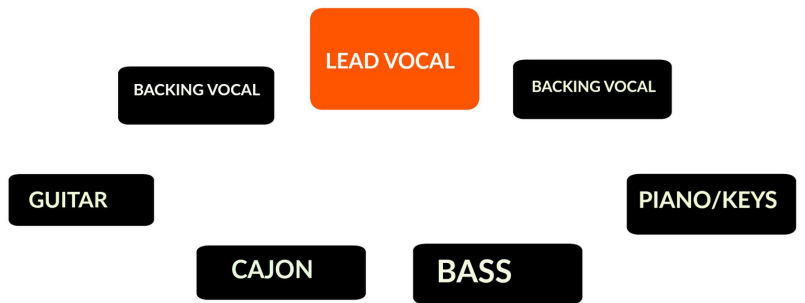 LEAD VOCAL
BACKING VOCAL
BACKING VOCAL
GUITAR
PIANO/KEYS
CAJON
BASS